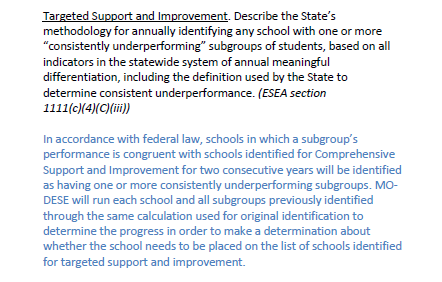 Targeted Support and Improvement. Describe the State’s
methodology for annually identifying any school with one or more
“consistently underperforming” subgroups of students, based on all
indicators in the statewide system of annual meaningful
differentiation, including the definition used by the State to
determine consistent underperformance. (ESEA section
1111(c)(4)(C)(iii))
In accordance with federal law, schools in which a subgroup’s
performance is congruent with schools identified for Comprehensive
Support and Improvement for two consecutive years will be identified
as having one or more consistently underperforming subgroups. MO-
DESE will run each school and all subgroups previously identified
through the same calculation used for original identification to
determine the progress in order to make a determination about
whether the school needs to be placed on the list of schools identified
for targeted support and improvement.